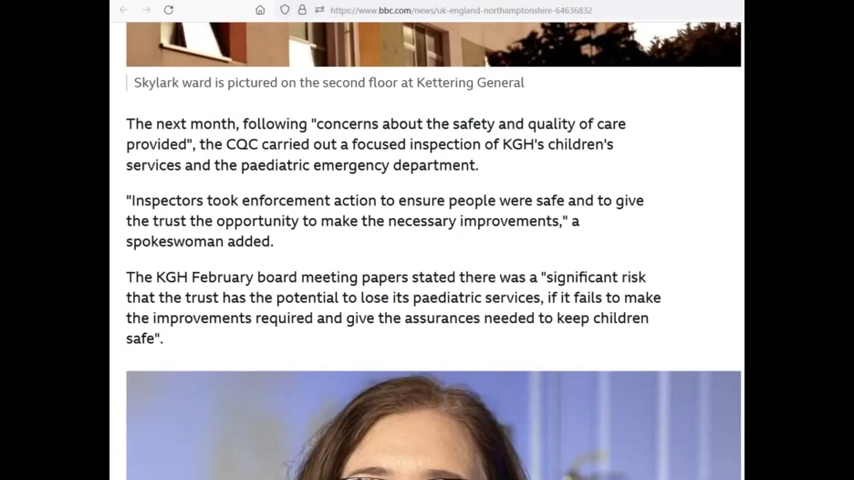 https://www.bbc.com/news/uk-england-northamptonshire-64636832
Skylark ward is pictured on the second floor at Kettering General
The next month, following "concerns about the safety and quality of care
provided", the CQC carried out a focused inspection of KGH's children's
services and the paediatric emergency department.
"Inspectors took enforcement action to ensure people were safe and to give
the trust the opportunity to make the necessary improvements," a
spokeswoman added.
The KGH February board meeting papers stated there was a "significant risk
that the trust has the potential to lose its paediatric services, if it fails to make
the improvements required and give the assurances needed to keep children
safe".